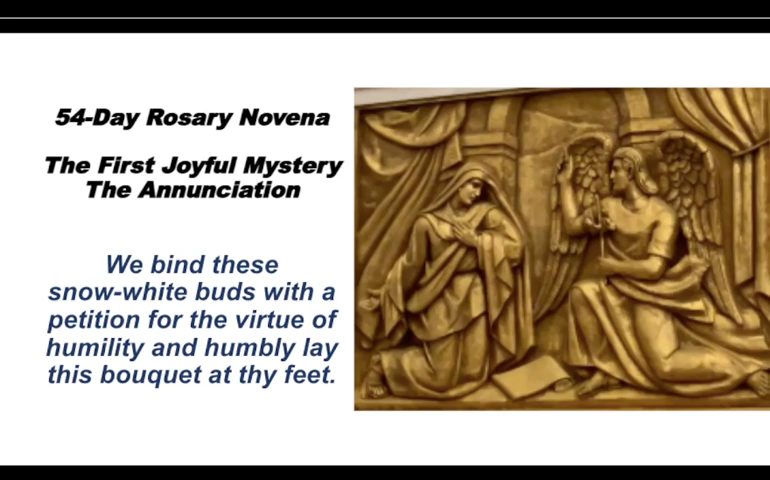 54-Day Rosary Novena
The First Joyful Mystery
The Annunciation
We bind these
snow-white buds with a
petition for the virtue of
humility and humbly lay
this bouquet at thy feet.